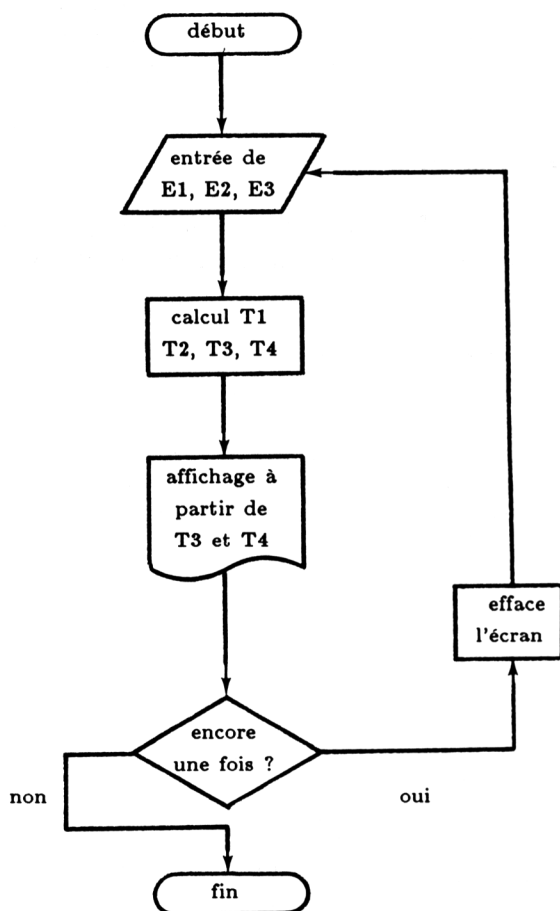 début
entrée de
E1, E2, E3
calcul T1
T2, T3, T4
affichage à
partir de
T3 et T4
efface
l'écran
encore
une fois ?
non
oui
fin